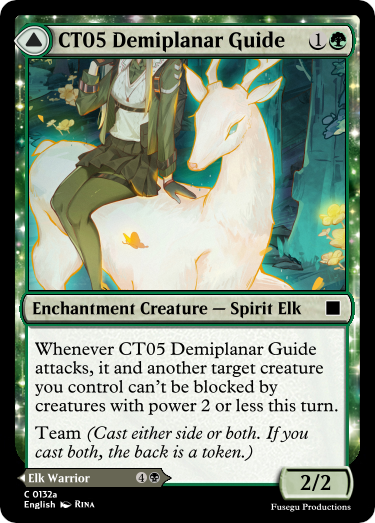 CT05 Demiplanar Guide 1
Enchantment Creature — Spirit Elk
Whenever CT05 Demiplanar Guide
attacks, it and another target creature
you control can't be blocked by
creatures with power 2 or less this turn.
Team (Cast either side or both. If you
cast both, the back is a token.)
Elk Warrior 4
2/2
C 0132a
English RINA
Fusegu Productions